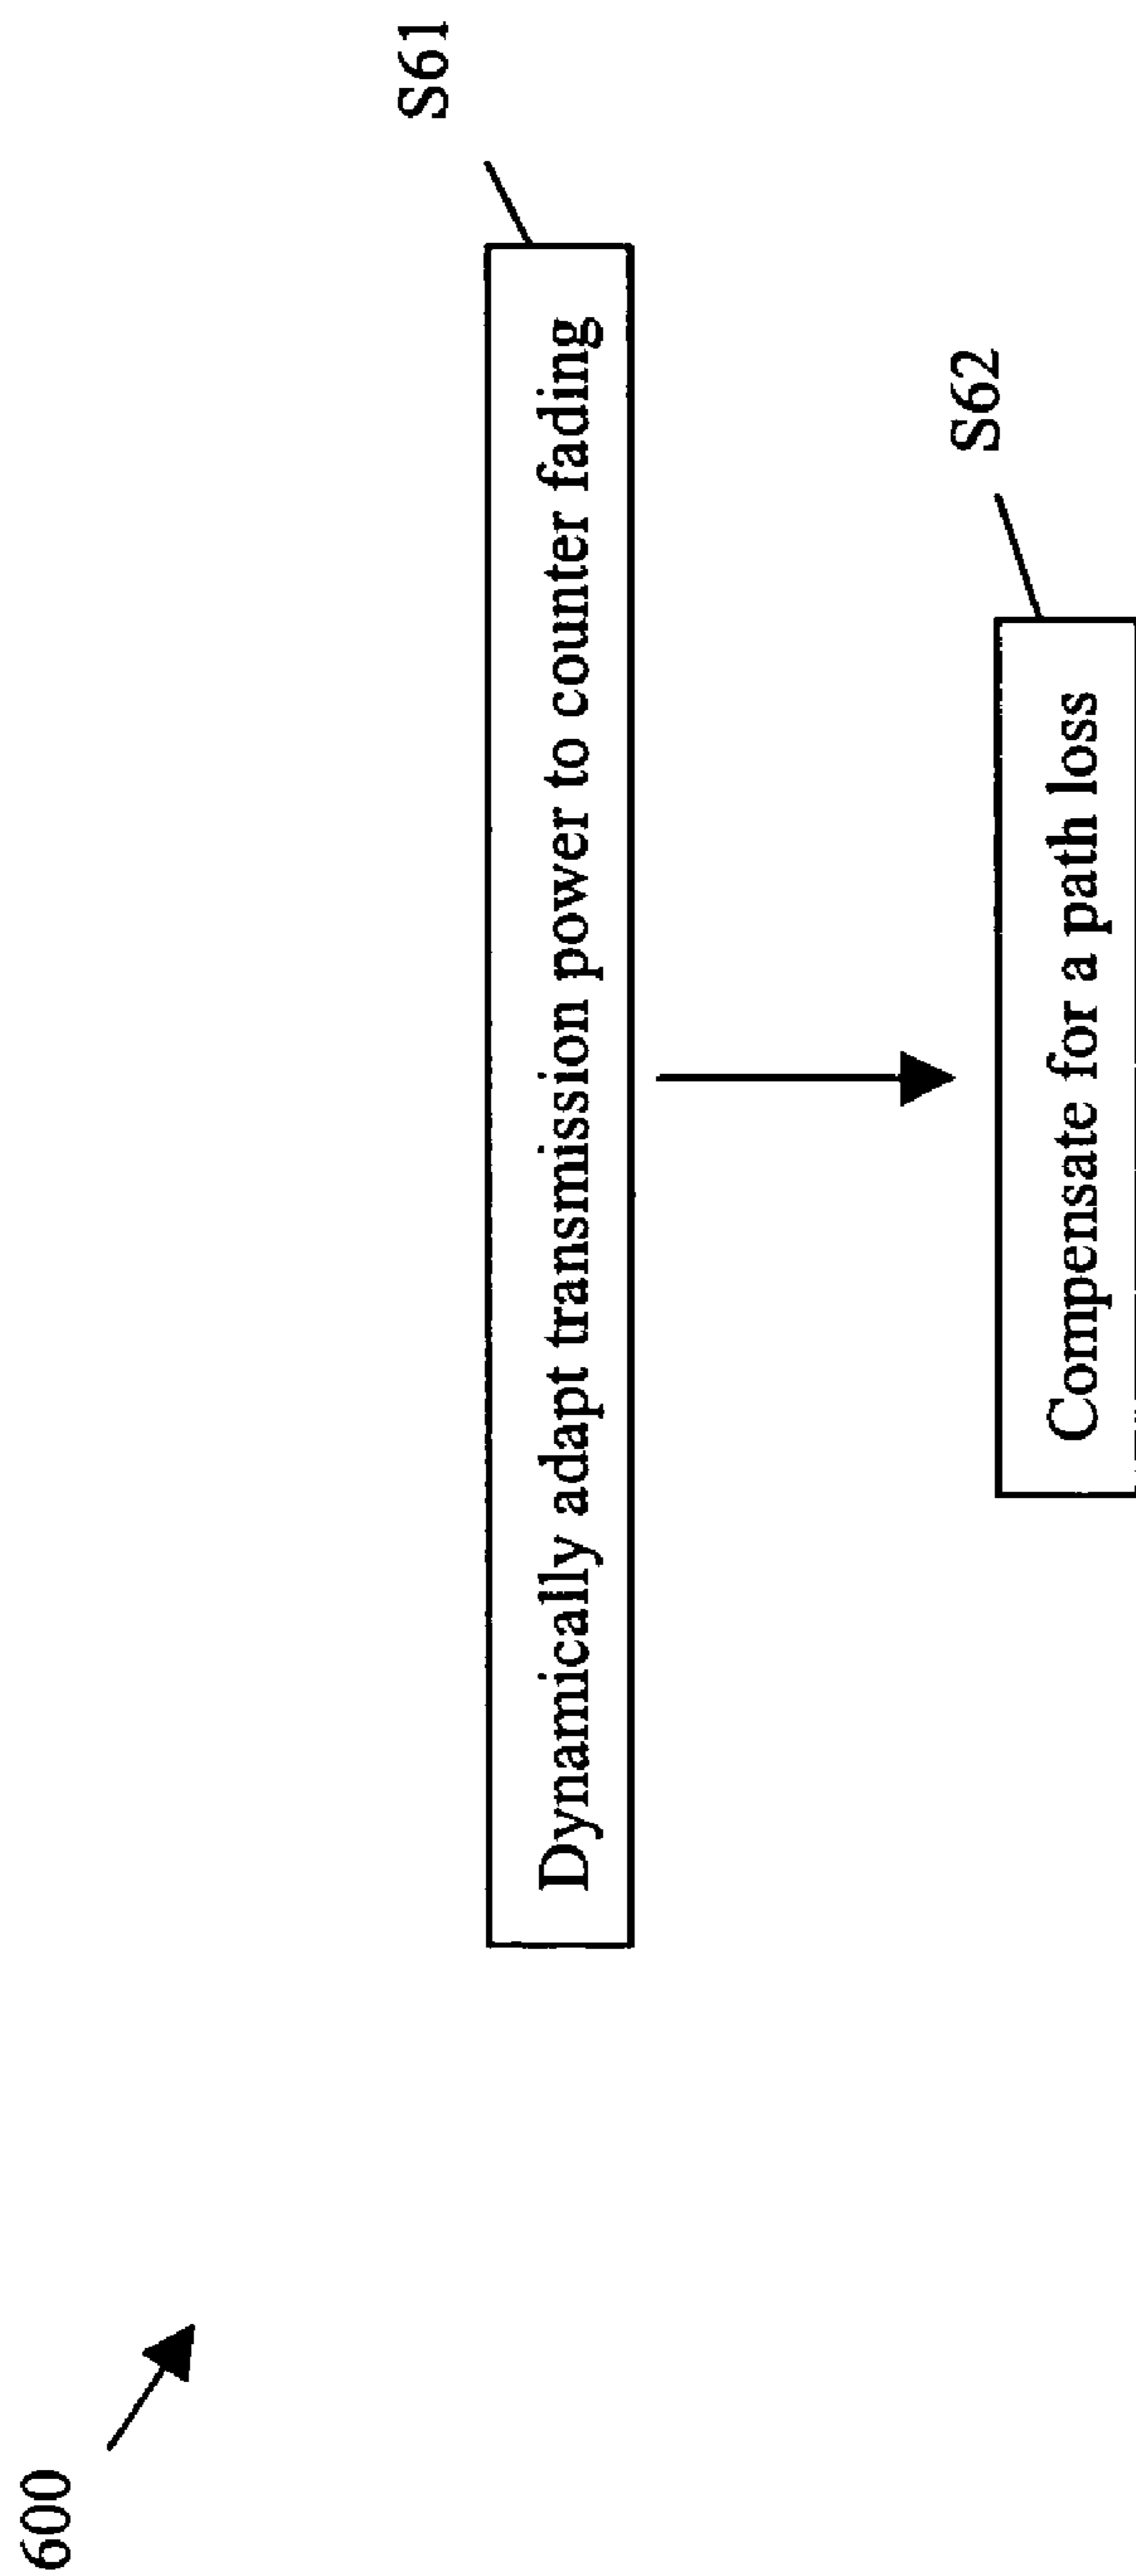 600
S61
Dynamically adapt transmission power to counter fading
S62
Compensate for a path loss